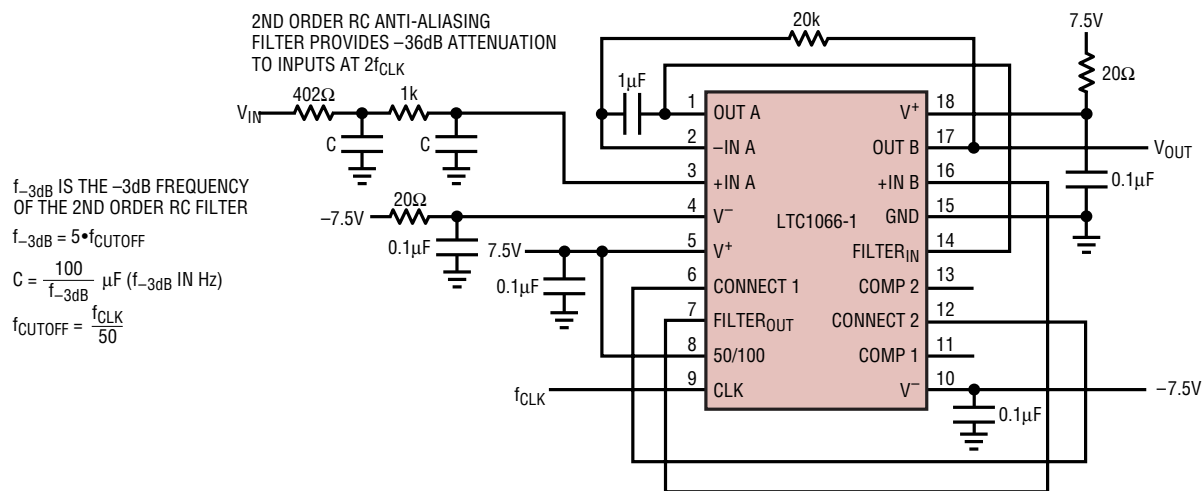 2ND ORDER RC ANTI-ALIASING
FILTER PROVIDES –36dB ATTENUATION
TO INPUTS AT 2fCLK
20k
7.5V
20Ω
1µF
402Ω
1k
VIN
C
C
1 OUT A
2 –IN A
3 +IN A
4 V–
5 V+
6 CONNECT 1
7 FILTEROUT
8 50/100
9 CLK
LTC1066-1
V+ 18
OUT B 17
+IN B 16
GND 15
FILTERIN 14
COMP 2 13
CONNECT 2 12
COMP 1 11
V– 10
VOUT
0.1µF
f–3dB IS THE –3dB FREQUENCY
OF THE 2ND ORDER RC FILTER
f–3dB = 5•fCUTOFF
C = 100/f–3dB µF (f–3dB IN Hz)
fCUTOFF = fCLK/50
–7.5V
20Ω
0.1µF
7.5V
0.1µF
fCLK
–7.5V
0.1µF